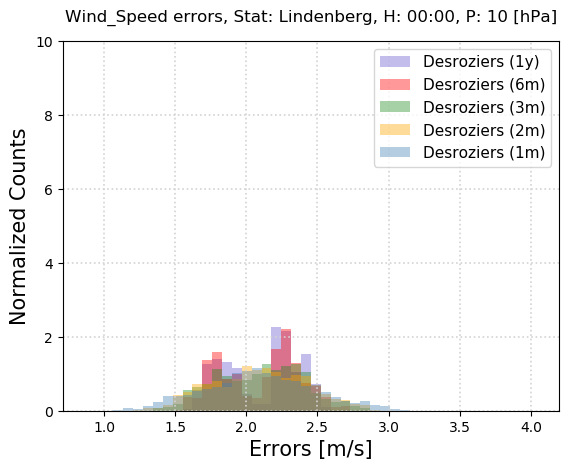 Wind_Speed errors, Stat: Lindenberg, H: 00:00, P: 10 [hPa]
10
8
6
4
2
0
Normalized Counts
Desroziers (1y)
Desroziers (6m)
Desroziers (3m)
Desroziers (2m)
Desroziers (1m)
1.0 1.5 2.0 2.5 3.0 3.5 4.0
Errors [m/s]